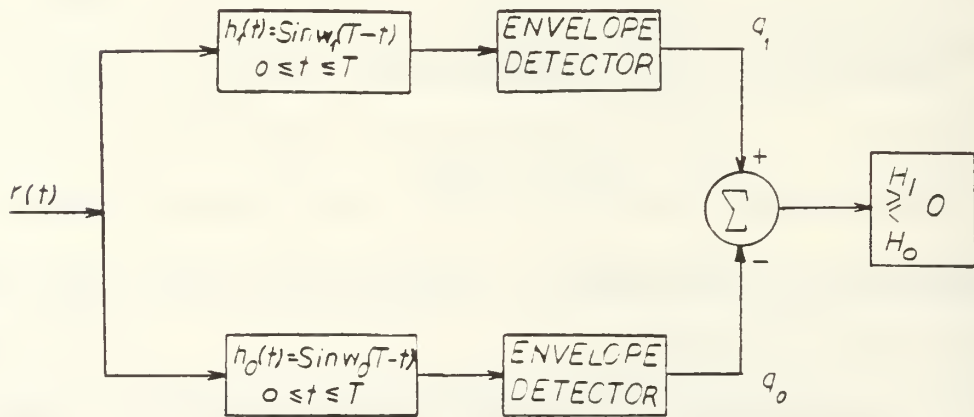 h₁(t)=Sin w₁(T-t)
0 ≤ t ≤ T
ENVELOPE
DETECTOR
q₁
r(t)
+
Σ
−
H₁
≷ 0
H₀
h₀(t)=Sin w₀(T-t)
0 ≤ t ≤ T
ENVELOPE
DETECTOR
q₀